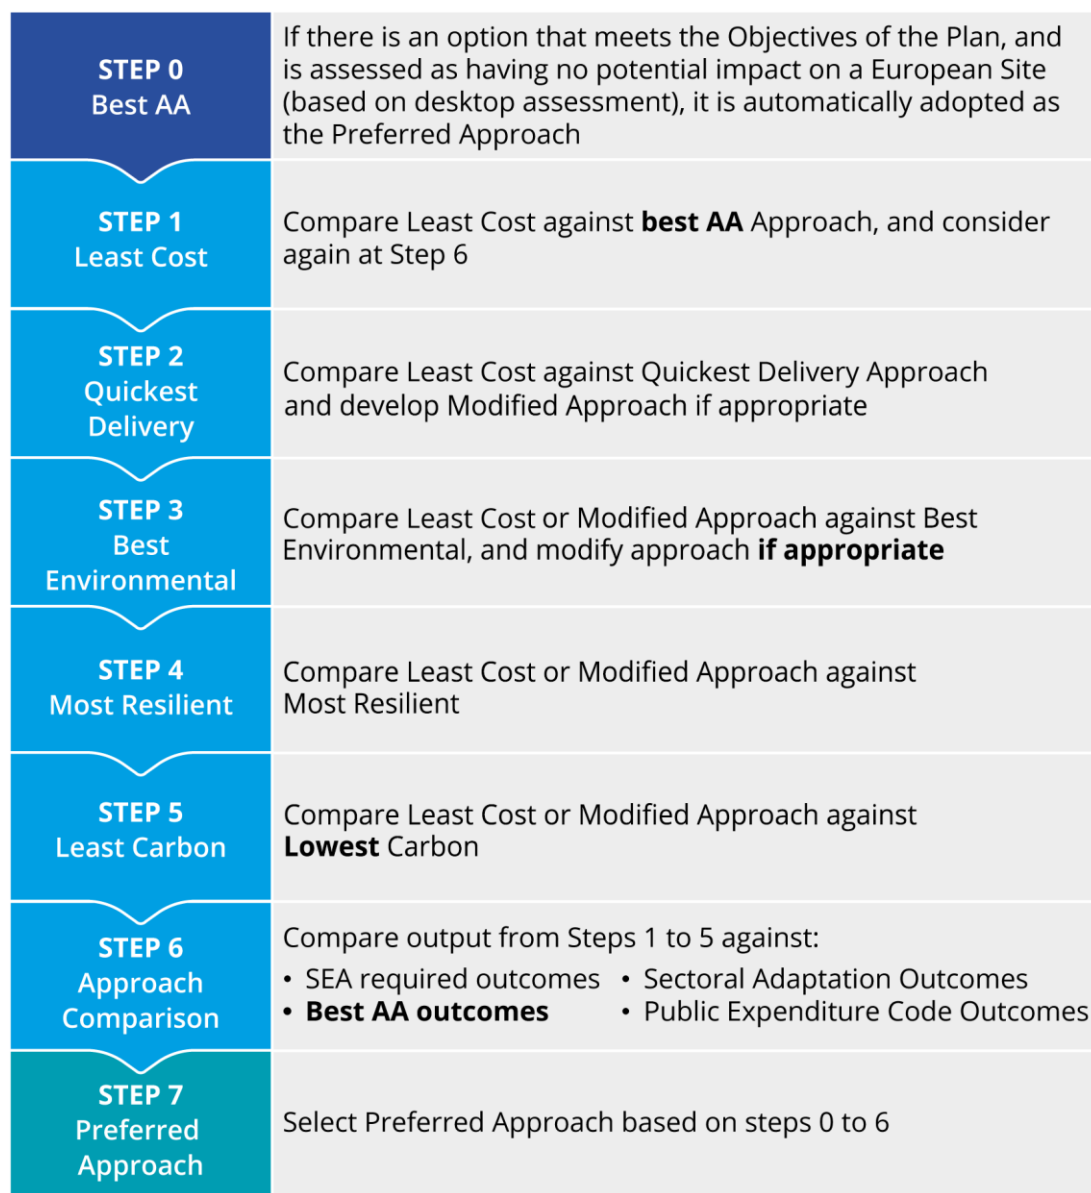 STEP 0
Best AA
If there is an option that meets the Objectives of the Plan, and
is assessed as having no potential impact on a European Site
(based on desktop assessment), it is automatically adopted as
the Preferred Approach
STEP 1
Least Cost
Compare Least Cost against best AA Approach, and consider
again at Step 6
STEP 2
Quickest
Delivery
Compare Least Cost against Quickest Delivery Approach
and develop Modified Approach if appropriate
STEP 3
Best
Environmental
Compare Least Cost or Modified Approach against Best
Environmental, and modify approach if appropriate
STEP 4
Most Resilient
Compare Least Cost or Modified Approach against
Most Resilient
STEP 5
Least Carbon
Compare Least Cost or Modified Approach against
Lowest Carbon
STEP 6
Approach
Comparison
Compare output from Steps 1 to 5 against:
• SEA required outcomes
• Best AA outcomes
• Sectoral Adaptation Outcomes
• Public Expenditure Code Outcomes
STEP 7
Preferred
Approach
Select Preferred Approach based on steps 0 to 6